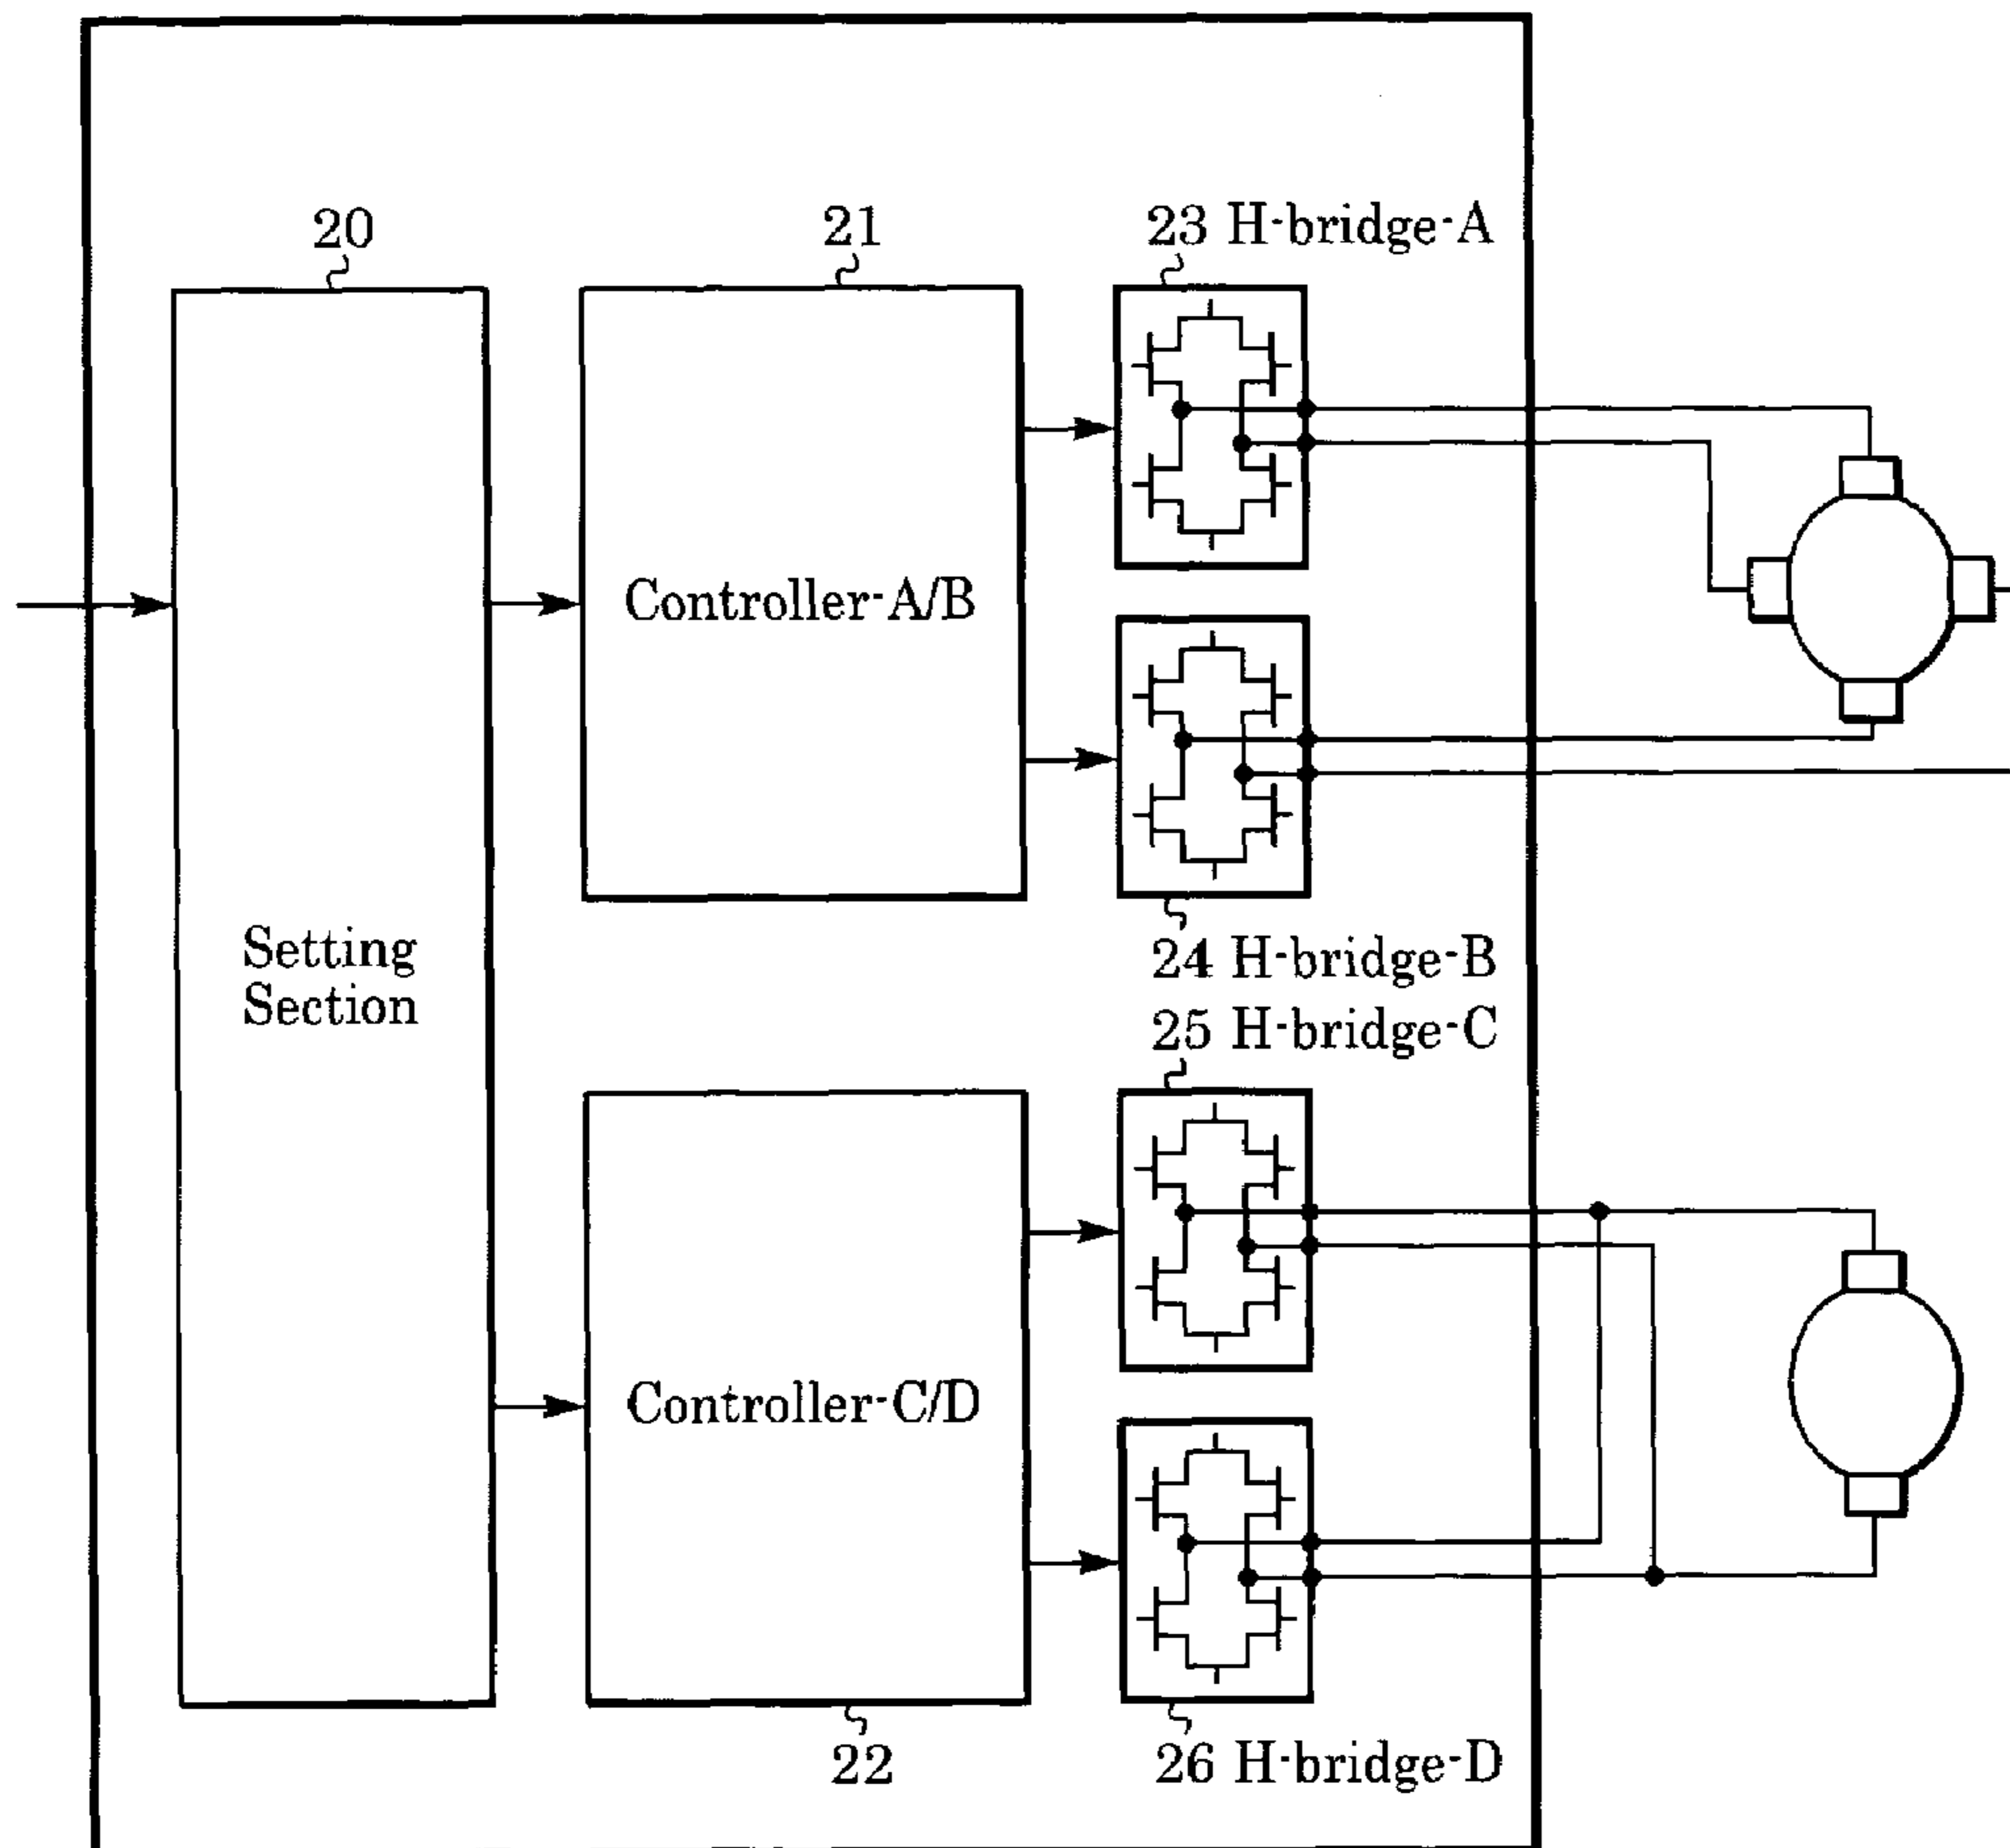 20
21
23 H-bridge-A
Controller-A/B
Setting
Section
24 H-bridge-B
25 H-bridge-C
Controller-C/D
22
26 H-bridge-D